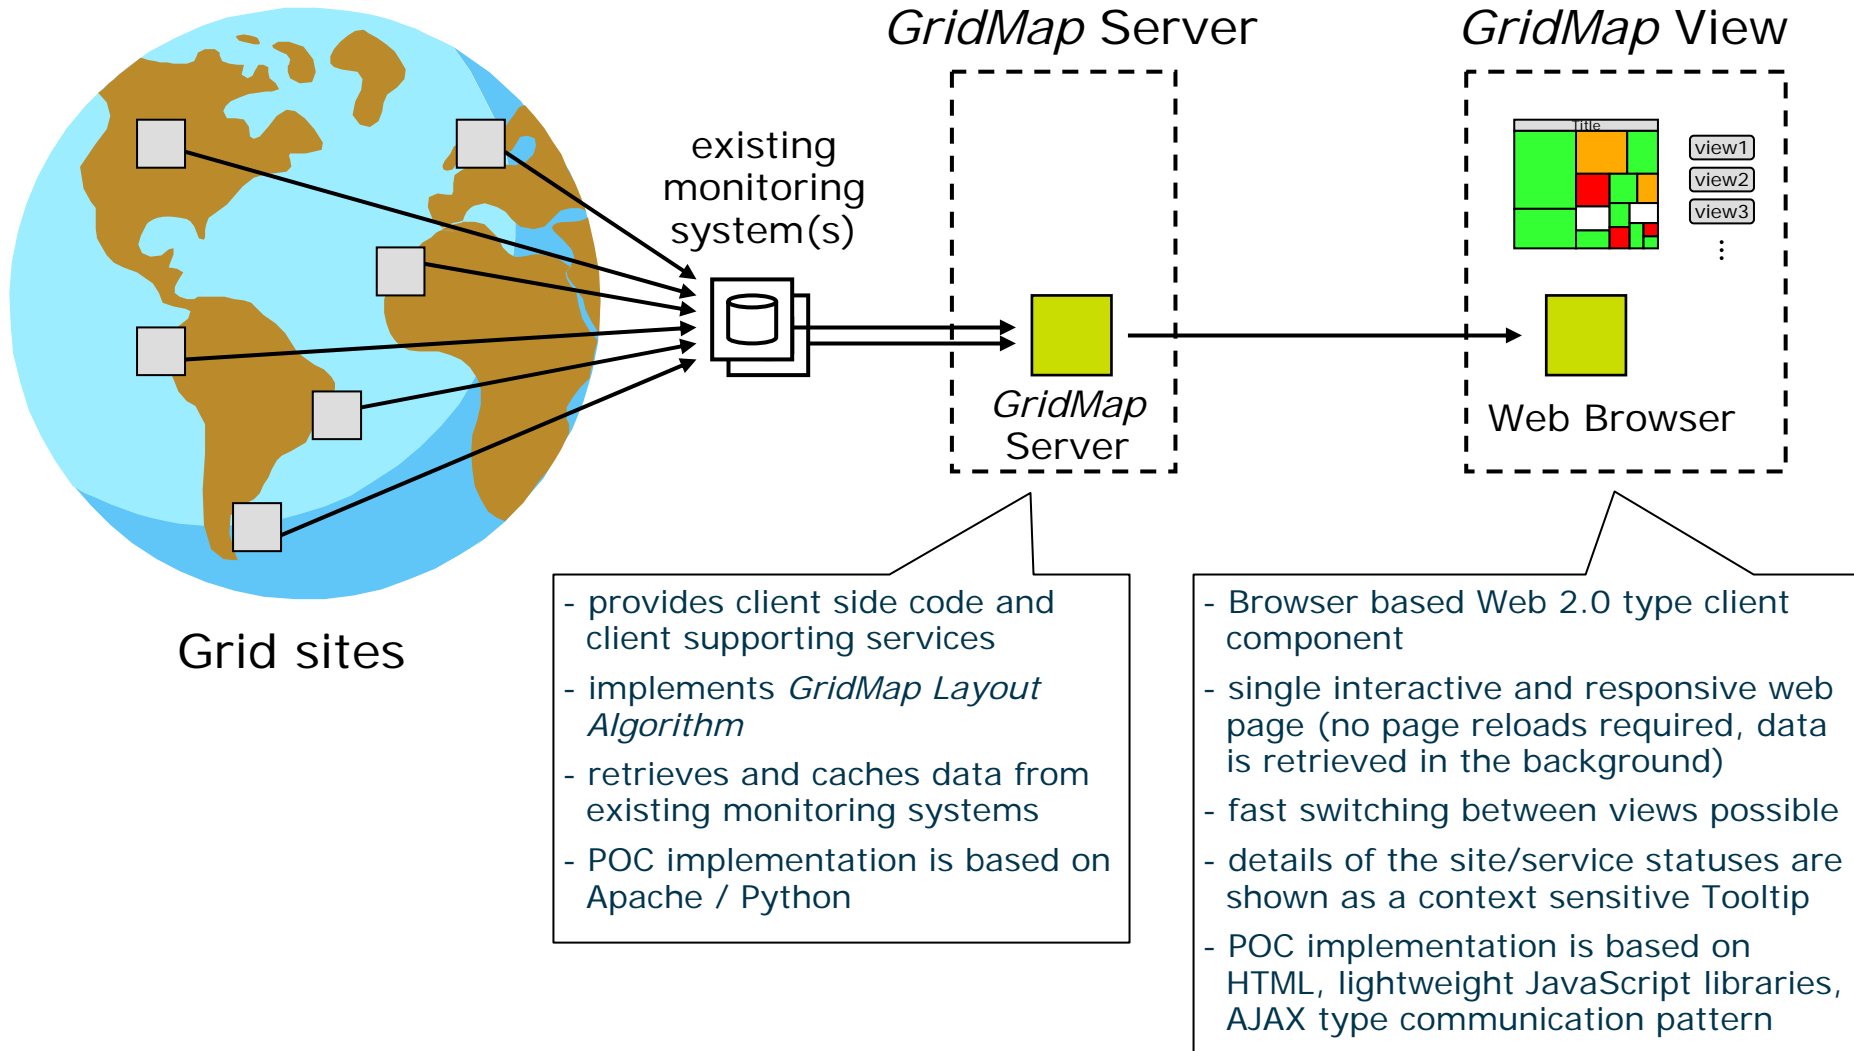 GridMap Server
GridMap View
existing
monitoring
system(s)
Title
view1
view2
view3
GridMap
Server
Web Browser
Grid sites
- provides client side code and
client supporting services
- implements GridMap Layout
Algorithm
- retrieves and caches data from
existing monitoring systems
- POC implementation is based on
Apache / Python
- Browser based Web 2.0 type client
component
- single interactive and responsive web
page (no page reloads required, data
is retrieved in the background)
- fast switching between views possible
- details of the site/service statuses are
shown as a context sensitive Tooltip
- POC implementation is based on
HTML, lightweight JavaScript libraries,
AJAX type communication pattern